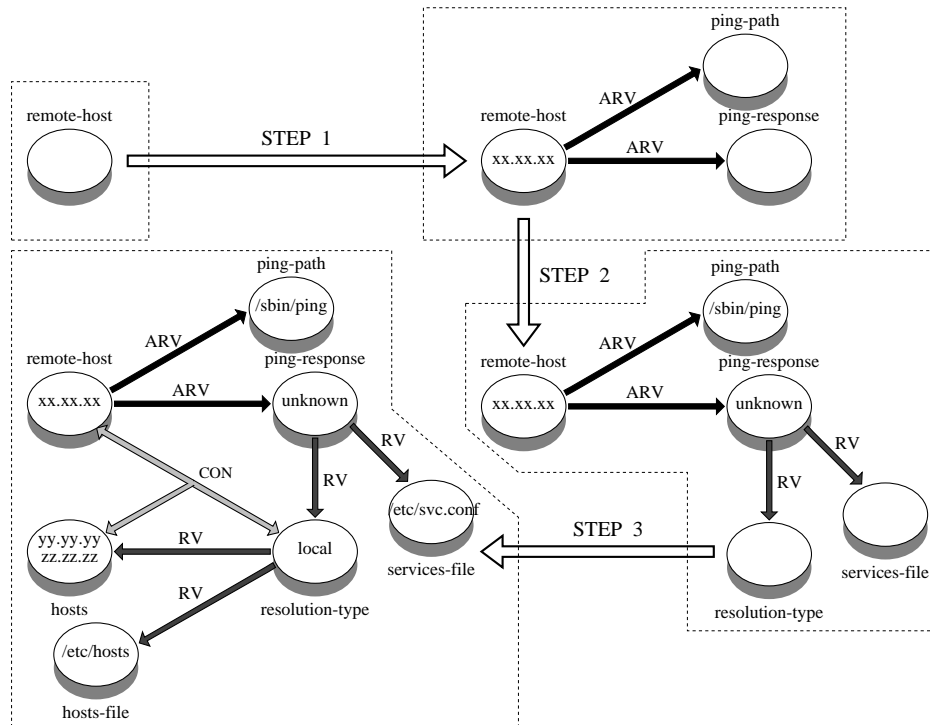 remote-host
STEP 1
ping-path
ARV
remote-host
xx.xx.xx
ARV
ping-response
STEP 2
ping-path
/sbin/ping
ARV
remote-host
xx.xx.xx
ARV
ping-response
unknown
RV
RV
resolution-type
services-file
STEP 3
ping-path
/sbin/ping
ARV
remote-host
xx.xx.xx
ARV
ping-response
unknown
RV
RV
CON
/etc/svc.conf
services-file
yy.yy.yy
zz.zz.zz
hosts
RV
local
resolution-type
RV
/etc/hosts
hosts-file